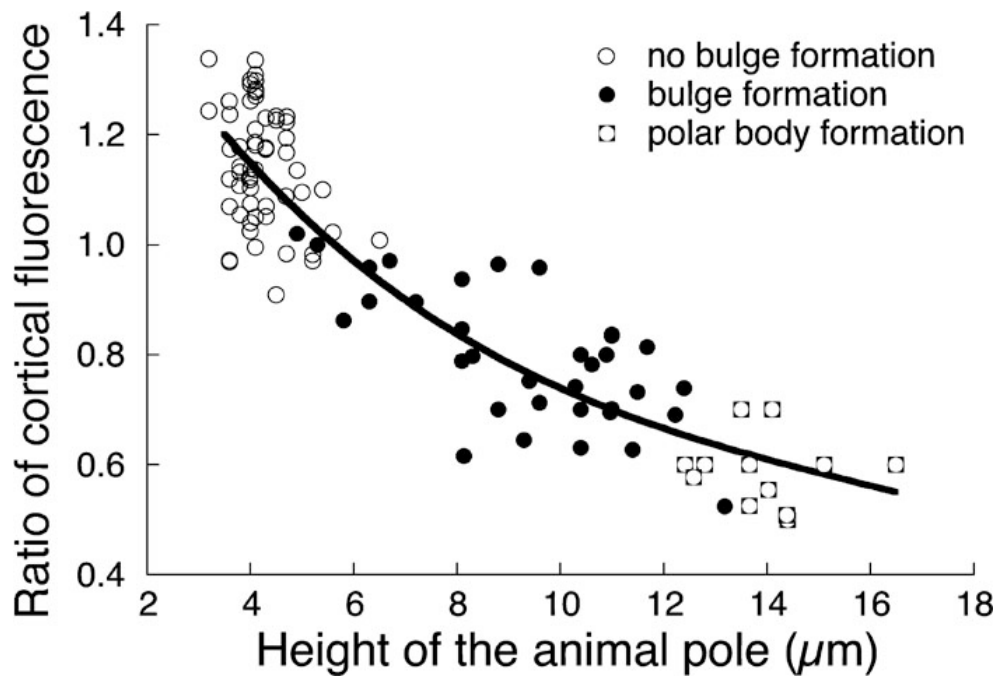 Ratio of cortical fluorescence
1.4
1.2
1.0
0.8
0.6
0.4
no bulge formation
bulge formation
polar body formation
2 4 6 8 10 12 14 16 18
Height of the animal pole (μm)